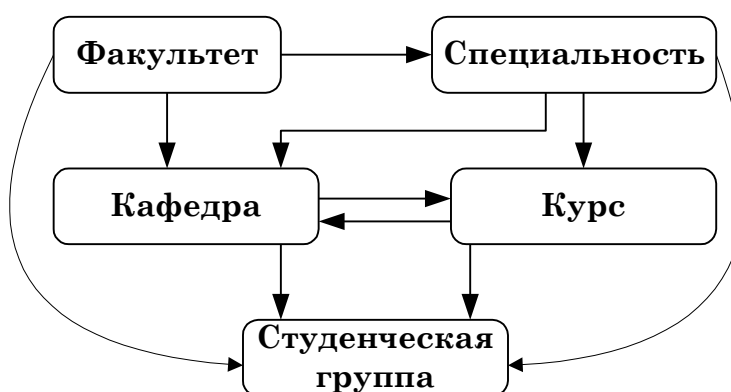 Факультет
Специальность
Кафедра
Курс
Студенческая
группа